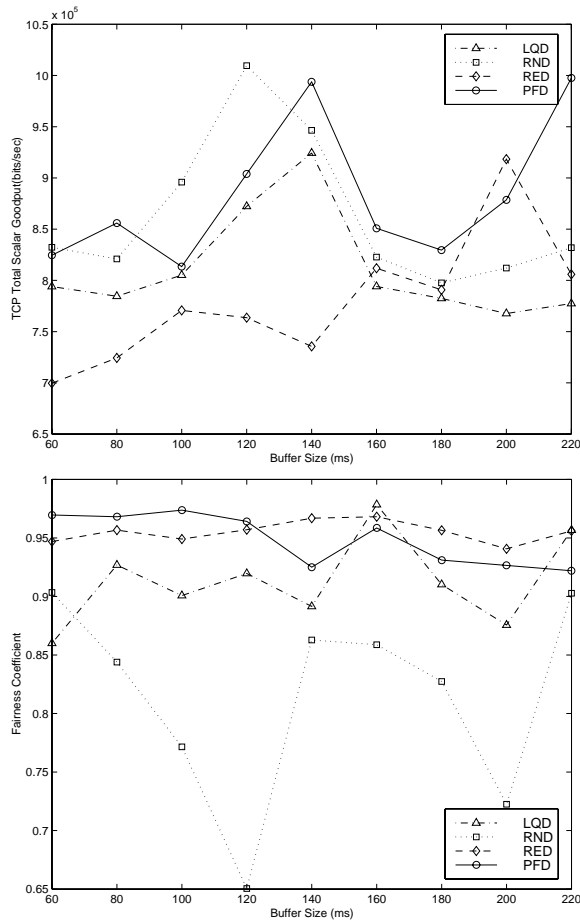 x 10⁵
10.5
10
9.5
9
8.5
8
7.5
7
6.5
TCP Total Scalar Goodput(bits/sec)
LQD
RND
RED
PFD
60 80 100 120 140 160 180 200 220
Buffer Size (ms)
1
0.95
0.9
0.85
0.8
0.75
0.7
0.65
Fairness Coefficient
LQD
RND
RED
PFD
60 80 100 120 140 160 180 200 220
Buffer Size (ms)